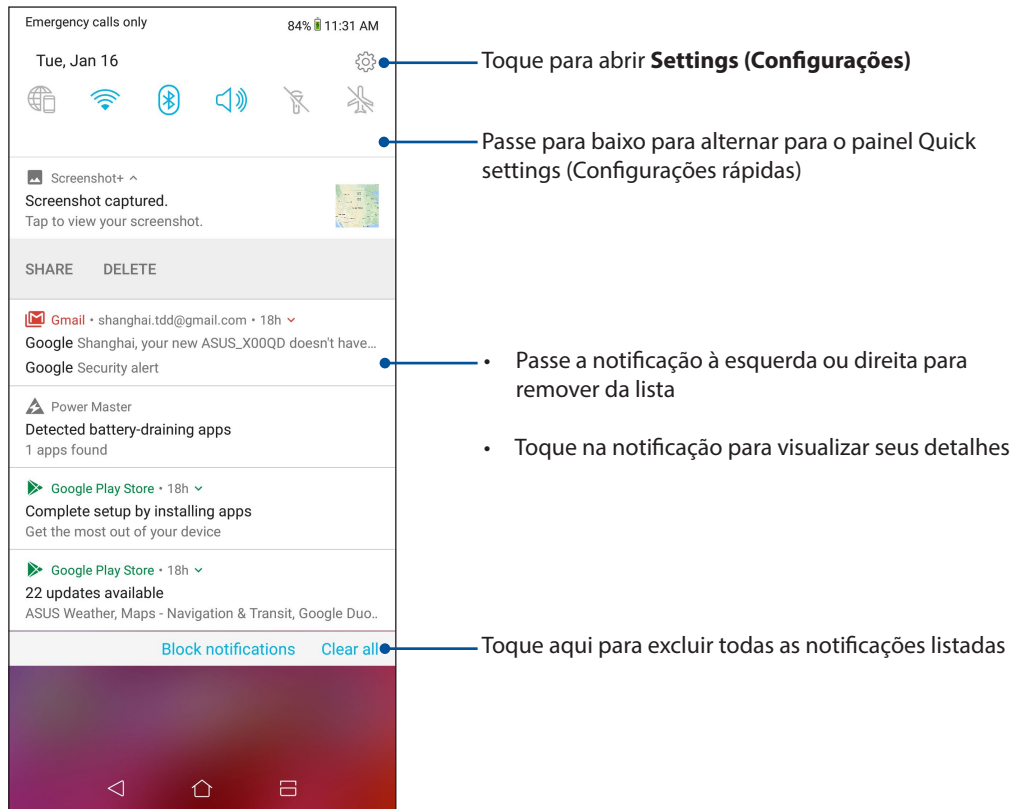 Emergency calls only 84% 11:31 AM
Tue, Jan 16
Toque para abrir Settings (Configurações)
Passe para baixo para alternar para o painel Quick
settings (Configurações rápidas)
Screenshot+
Screenshot captured.
Tap to view your screenshot.
SHARE DELETE
Gmail • shanghai.tdd@gmail.com • 18h
Google Shanghai, your new ASUS_X00QD doesn't have...
Google Security alert
• Passe a notificação à esquerda ou direita para
remover da lista
• Toque na notificação para visualizar seus detalhes
Power Master
Detected battery-draining apps
1 apps found
Google Play Store • 18h
Complete setup by installing apps
Get the most out of your device
Google Play Store • 18h
22 updates available
ASUS Weather, Maps - Navigation & Transit, Google Duo..
Block notifications Clear all
Toque aqui para excluir todas as notificações listadas